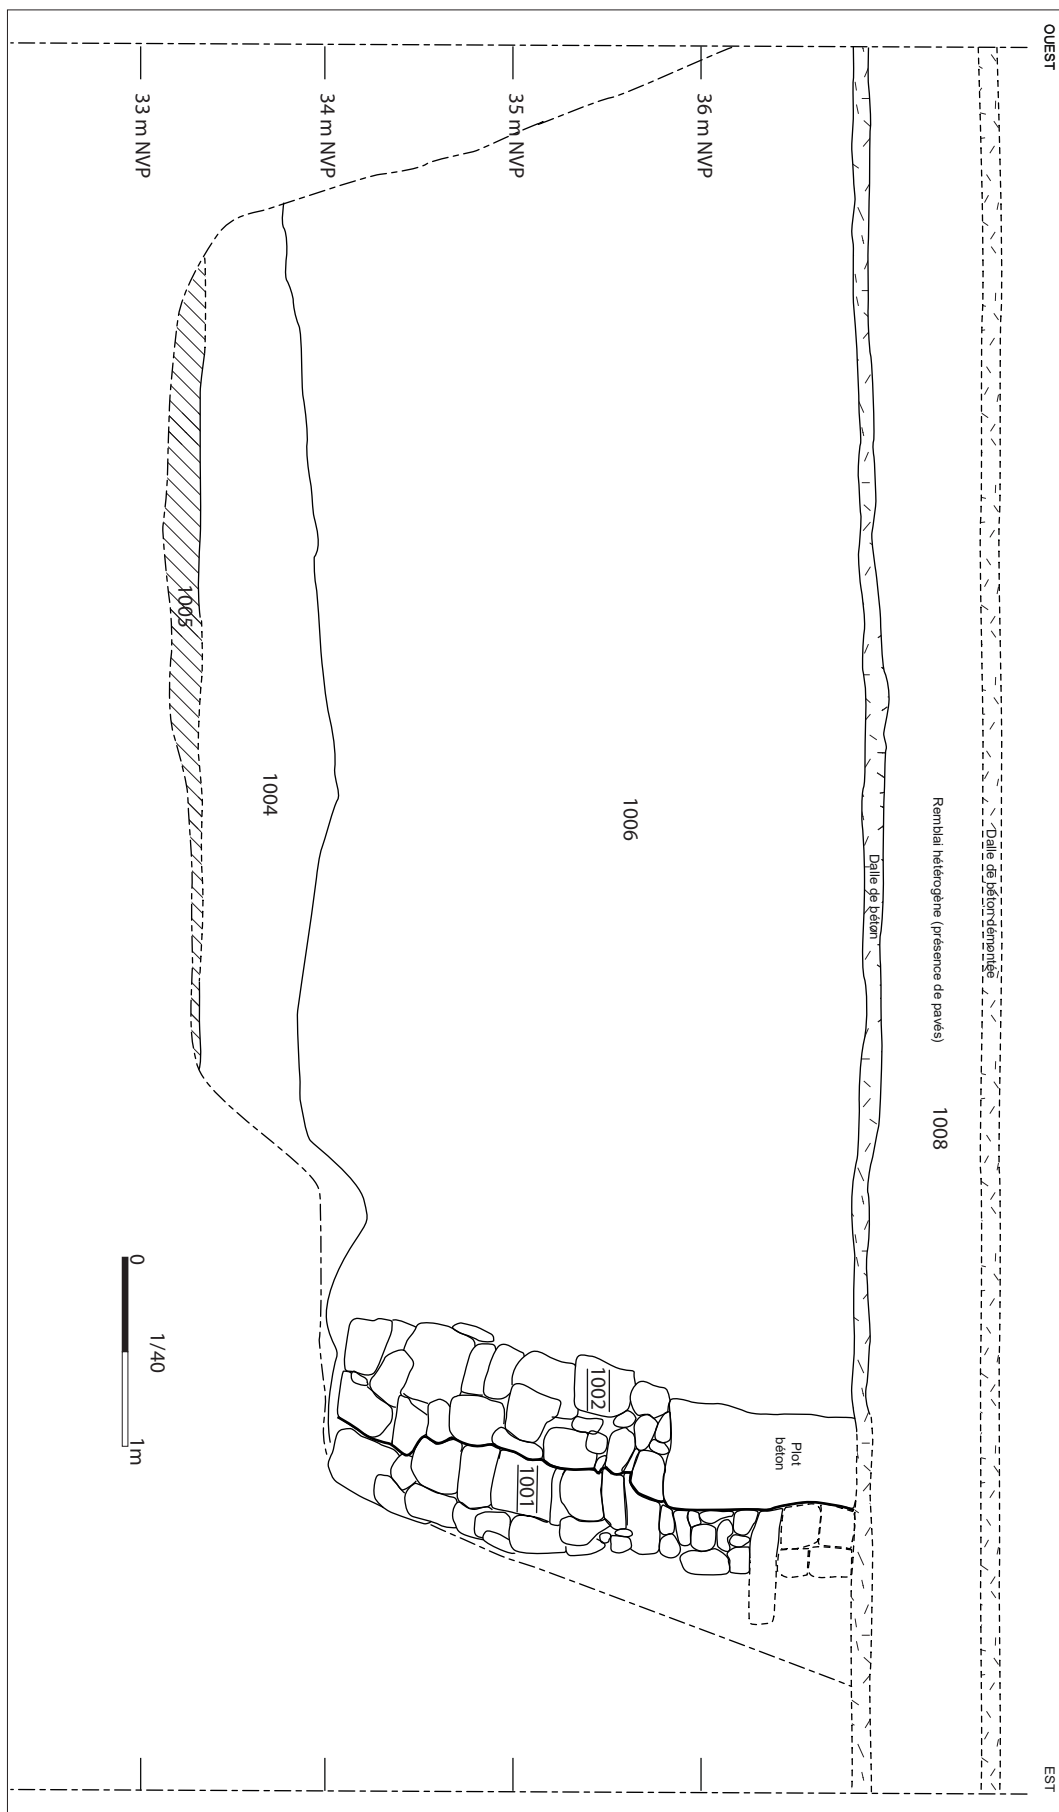 OUEST
EST
Dalle de béton démontée
Remblai hétérogène (présence de pavés)
1008
Dalle de béton
36 m NVP
1006
Plot
béton
1002
1001
35 m NVP
34 m NVP
1004
1005
33 m NVP
0
1/40
1m